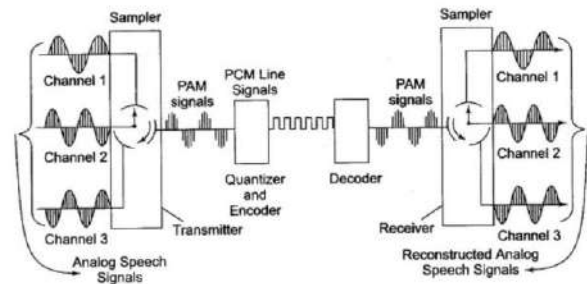 Sampler
Channel 1
Channel 2
Channel 3
Analog Speech
Signals
Transmitter
PAM
signals
PCM Line
Signals
Quantizer
and
Encoder
Decoder
PAM
signals
Sampler
Receiver
Channel 1
Channel 2
Channel 3
Reconstructed Analog
Speech Signals